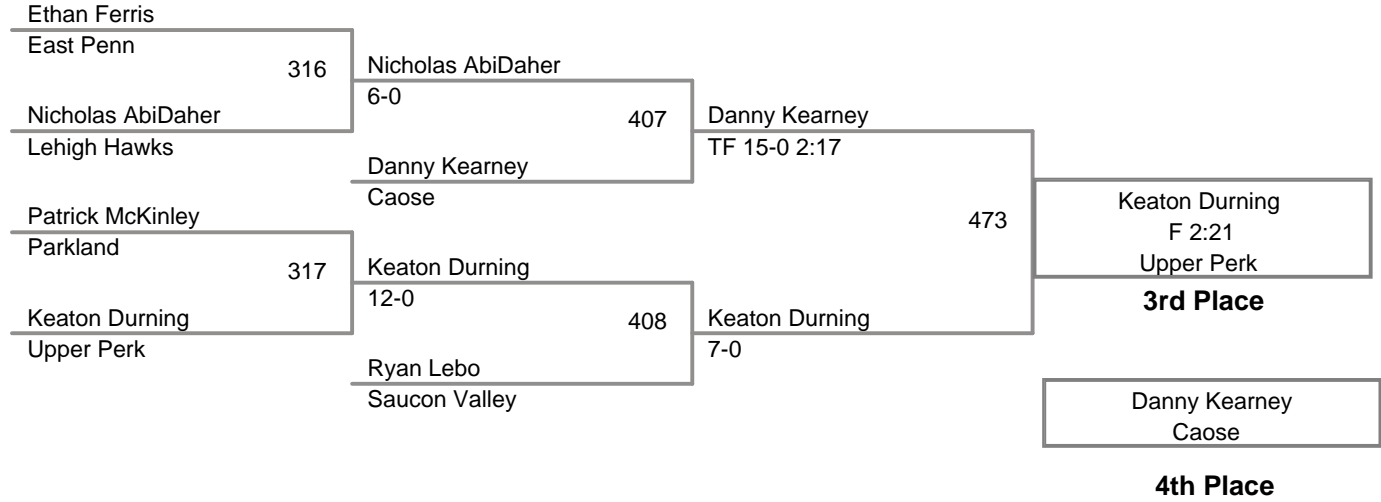 Ethan Ferris
East Penn
316
Nicholas AbiDaher
6-0
Nicholas AbiDaher
Lehigh Hawks
407
Danny Kearney
TF 15-0 2:17
Danny Kearney
Caose
Patrick McKinley
Parkland
473
Keaton Durning
F 2:21
Upper Perk
3rd Place
317
Keaton Durning
12-0
Keaton Durning
Upper Perk
408
Keaton Durning
7-0
Ryan Lebo
Saucon Valley
Danny Kearney
Caose
4th Place